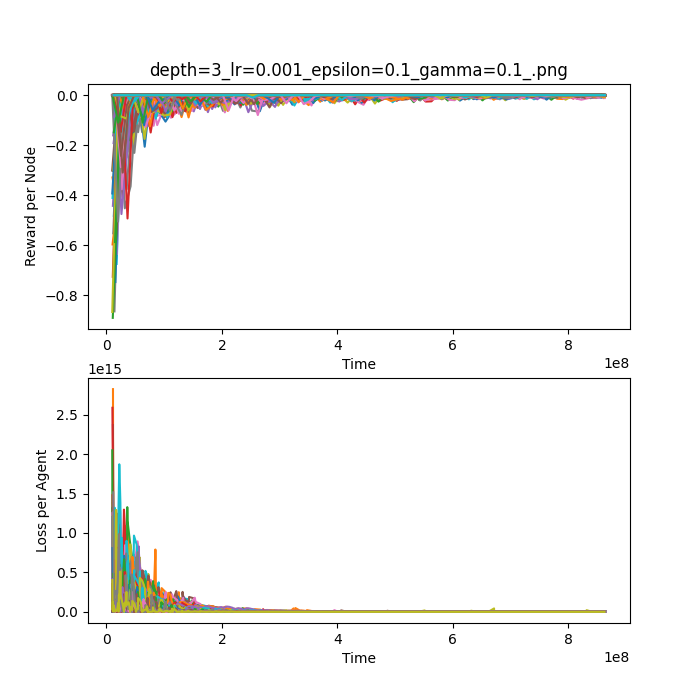 depth=3_lr=0.001_epsilon=0.1_gamma=0.1_.png
0.0
−0.2
−0.4
−0.6
−0.8
Reward per Node
0 2 4 6 8
1e8
Time
1e15
2.5
2.0
1.5
1.0
0.5
0.0
Loss per Agent
0 2 4 6 8
1e8
Time